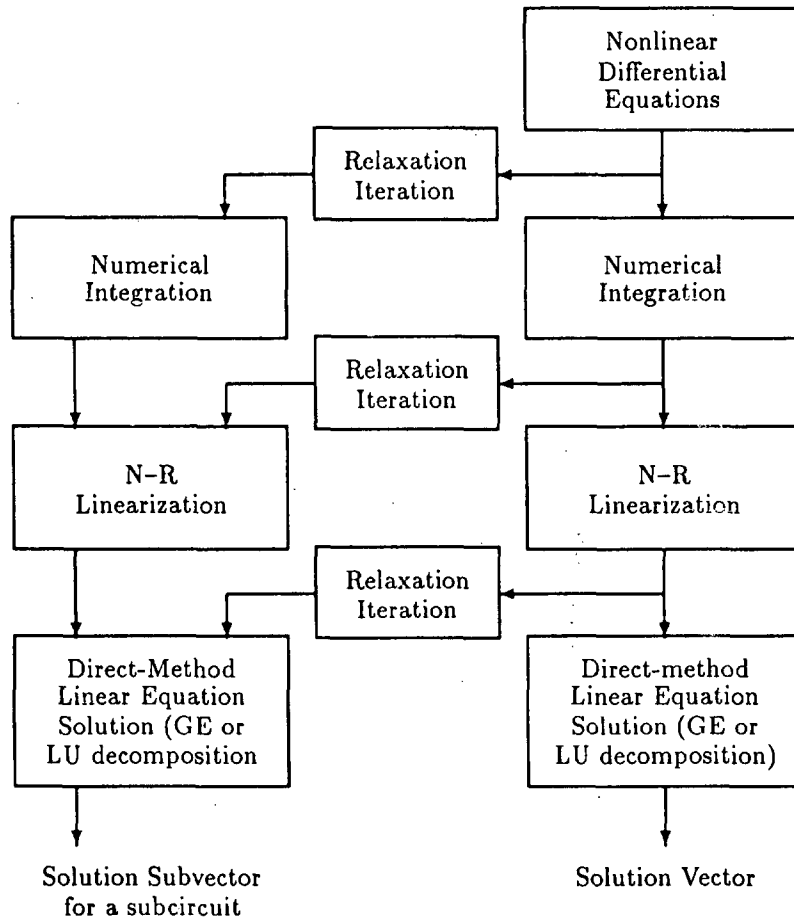 Nonlinear
Differential
Equations
Relaxation
Iteration
Numerical
Integration
Numerical
Integration
Relaxation
Iteration
N–R
Linearization
N–R
Linearization
Relaxation
Iteration
Direct-Method
Linear Equation
Solution (GE or
LU decomposition
Direct-method
Linear Equation
Solution (GE or
LU decomposition)
Solution Subvector
for a subcircuit
Solution Vector